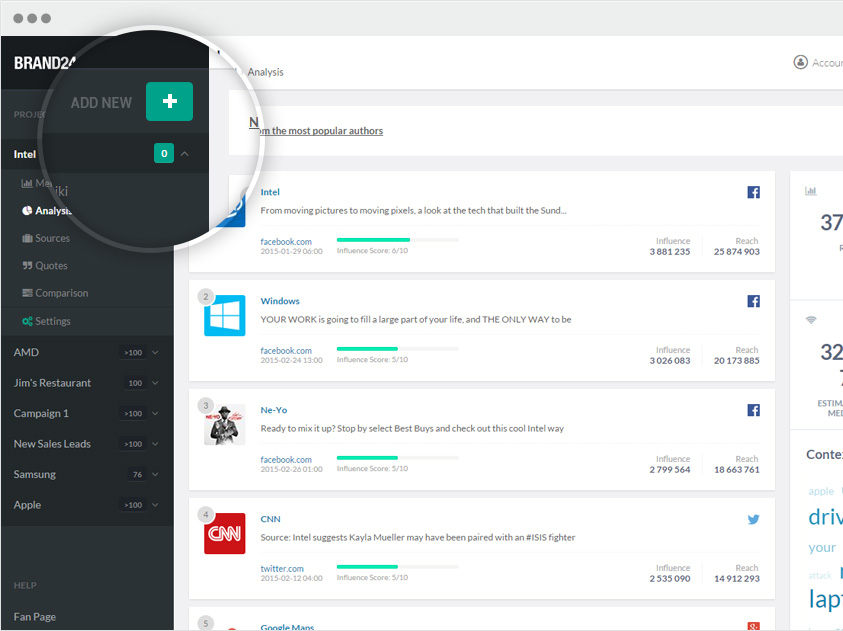 BRAND24
ADD NEW
+
PROJE
Intel
0
Me
iki
Analysis
Sources
Quotes
Comparison
Settings
AMD >100
Jim's Restaurant 100
Campaign 1 >100
New Sales Leads >100
Samsung 76
Apple >100
HELP
Fan Page
Analysis
Accoun
N
om the most popular authors
Intel
From moving pictures to moving pixels, a look at the tech that built the Sund...
facebook.com
2015-01-29 06:00
Influence Score: 6/10
Influence
3 881 235
Reach
25 874 903
2
Windows
YOUR WORK is going to fill a large part of your life, and THE ONLY WAY to be
facebook.com
2015-02-24 13:00
Influence Score: 5/10
Influence
3 026 083
Reach
20 173 885
3
NE-YO
Ne-Yo
Ready to mix it up? Stop by select Best Buys and check out this cool Intel way
facebook.com
2015-02-26 01:00
Influence Score: 5/10
Influence
2 799 564
Reach
18 663 761
4
CNN
CNN
Source: Intel suggests Kayla Mueller may have been paired with an #ISIS fighter
twitter.com
2015-02-12 04:00
Influence Score: 5/10
Influence
2 535 090
Reach
14 912 293
5
Google Maps
37
R
32
ESTIMA
MED
Contex
apple
driv
your
attack
lapt